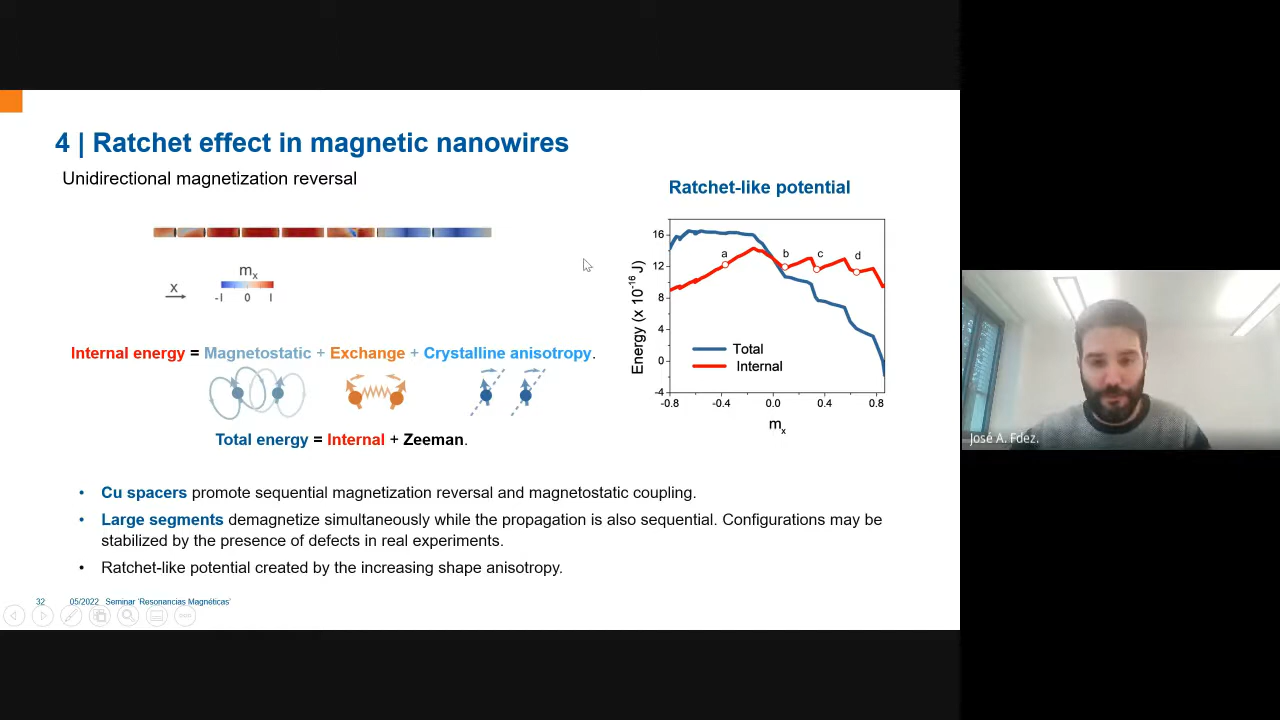 4 | Ratchet effect in magnetic nanowires
Unidirectional magnetization reversal
x
mx
-1 0 1
Internal energy = Magnetostatic + Exchange + Crystalline anisotropy.
Total energy = Internal + Zeeman.
Ratchet-like potential
Energy (x 10-16 J)
16
12
8
4
0
-4
a b c d
Total
Internal
-0.8 -0.4 0.0 0.4 0.8
mx
• Cu spacers promote sequential magnetization reversal and magnetostatic coupling.
• Large segments demagnetize simultaneously while the propagation is also sequential. Configurations may be
stabilized by the presence of defects in real experiments.
• Ratchet-like potential created by the increasing shape anisotropy.
32 05/2022 Seminar 'Resonancias Magnéticas'
José A. Fdez.